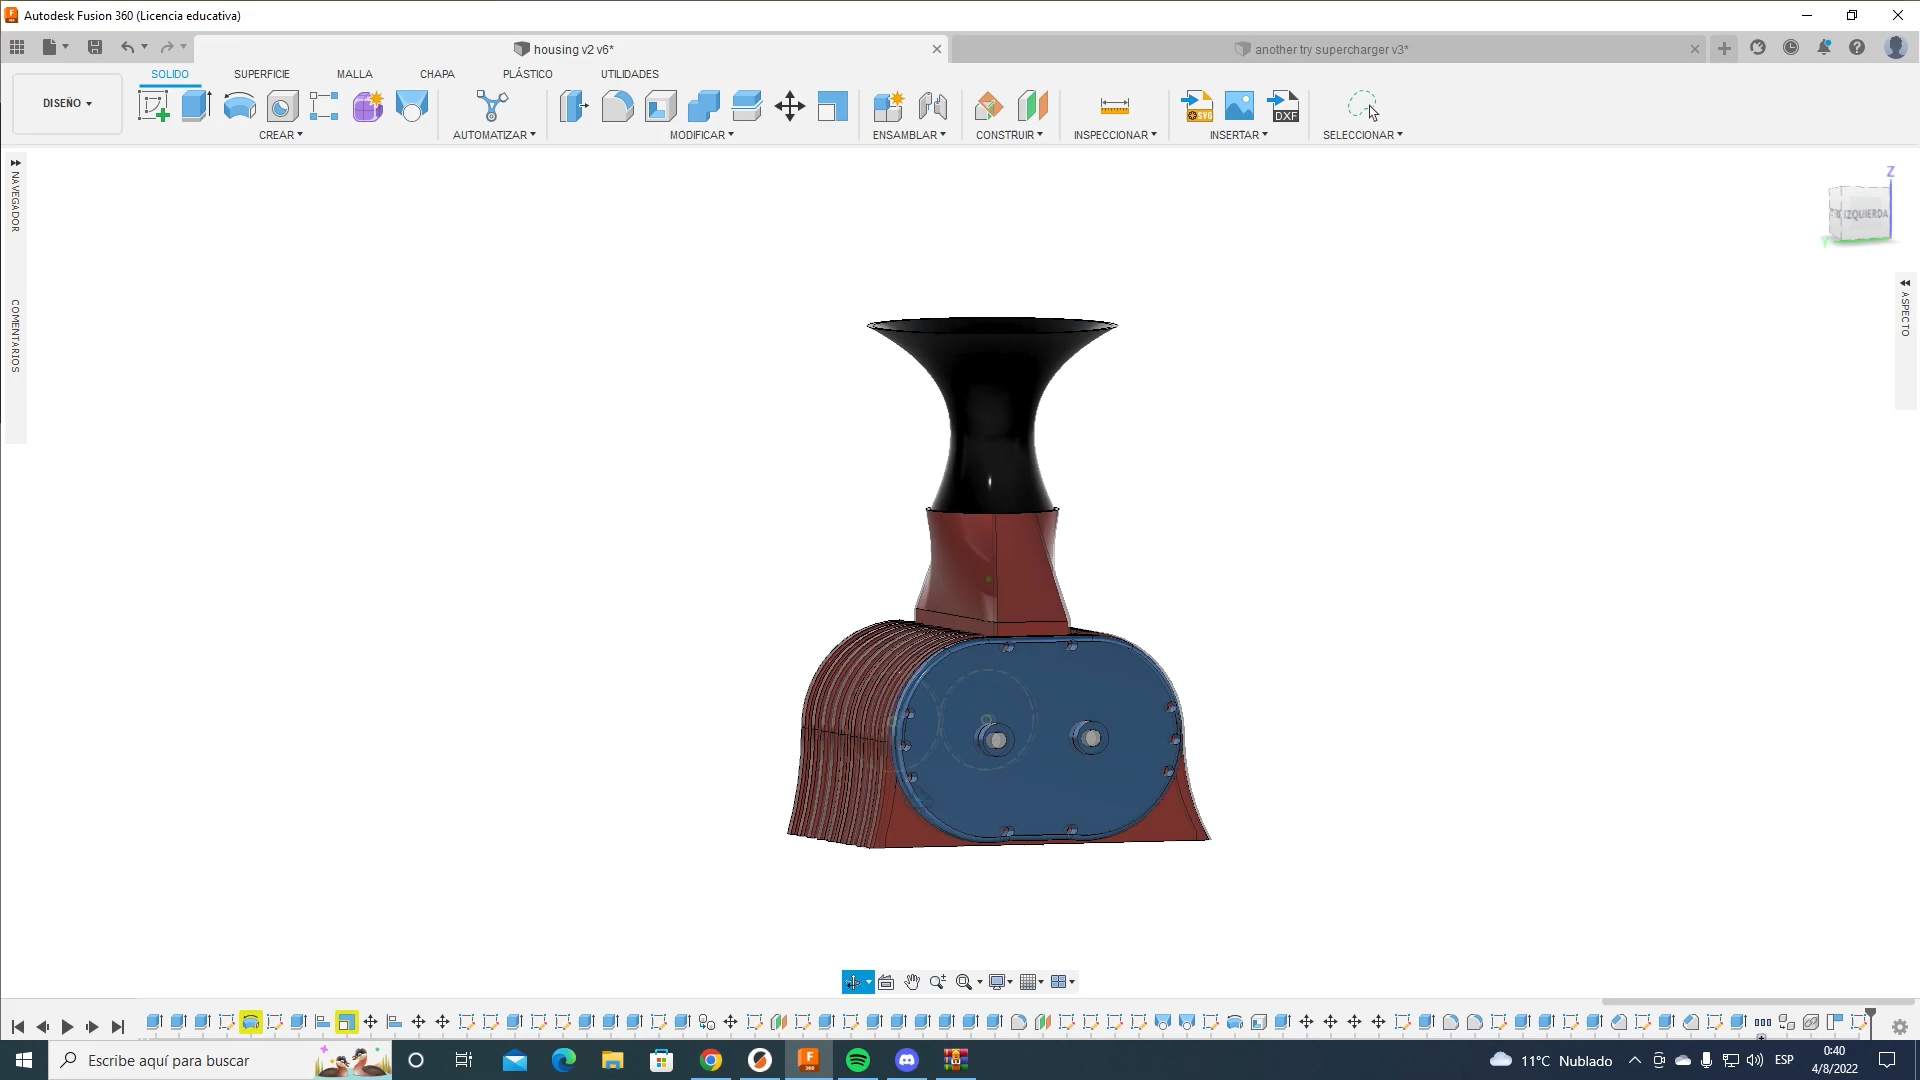 Autodesk Fusion 360 (Licencia educativa)
housing v2 v6*
another try supercharger v3*
DISEÑO
SOLIDO
SUPERFICIE
MALLA
CHAPA
PLÁSTICO
UTILIDADES
CREAR
AUTOMATIZAR
MODIFICAR
ENSAMBLAR
CONSTRUIR
INSPECCIONAR
INSERTAR
SELECCIONAR
SVG
DXF
NAVEGADOR
COMENTARIOS
Z
IZQUIERDA
Y
ASPECTO
Escribe aquí para buscar
F
360
11°C Nublado
ESP
0:40
4/8/2022